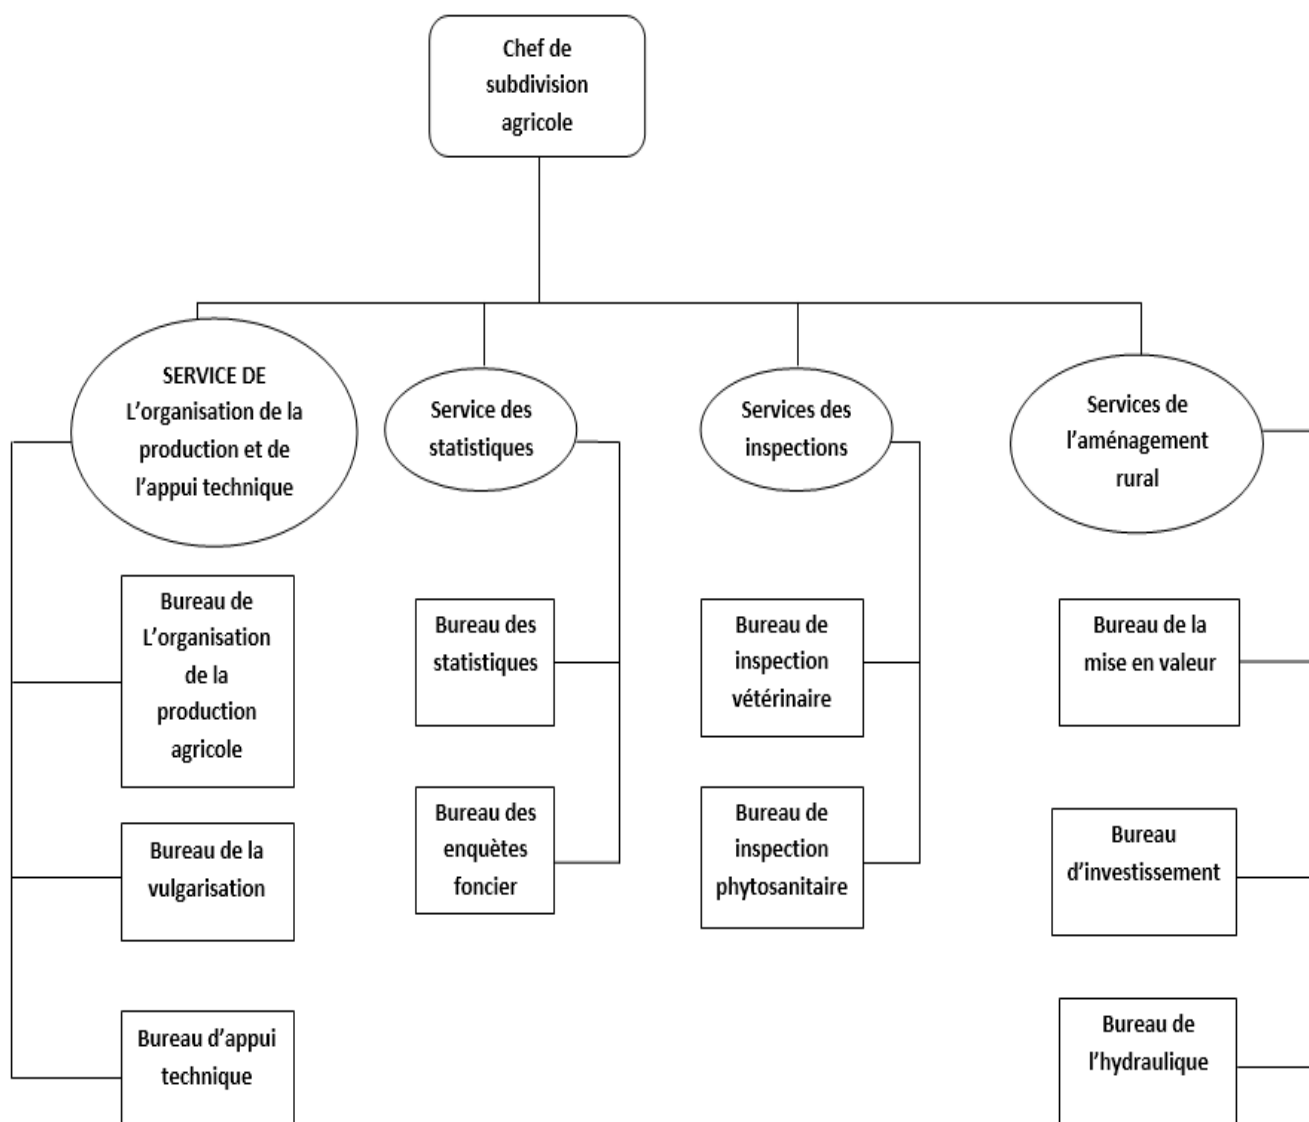 Chef de
subdivision
agricole
SERVICE DE
L'organisation de la
production et de
l'appui technique
Service des
statistiques
Services des
inspections
Services de
l'aménagement
rural
Bureau de
L'organisation
de la
production
agricole
Bureau des
statistiques
Bureau de
inspection
vétérinaire
Bureau de la
mise en valeur
Bureau de la
vulgarisation
Bureau des
enquètes
foncier
Bureau de
inspection
phytosanitaire
Bureau
d'investissement
Bureau d'appui
technique
Bureau de
l'hydraulique